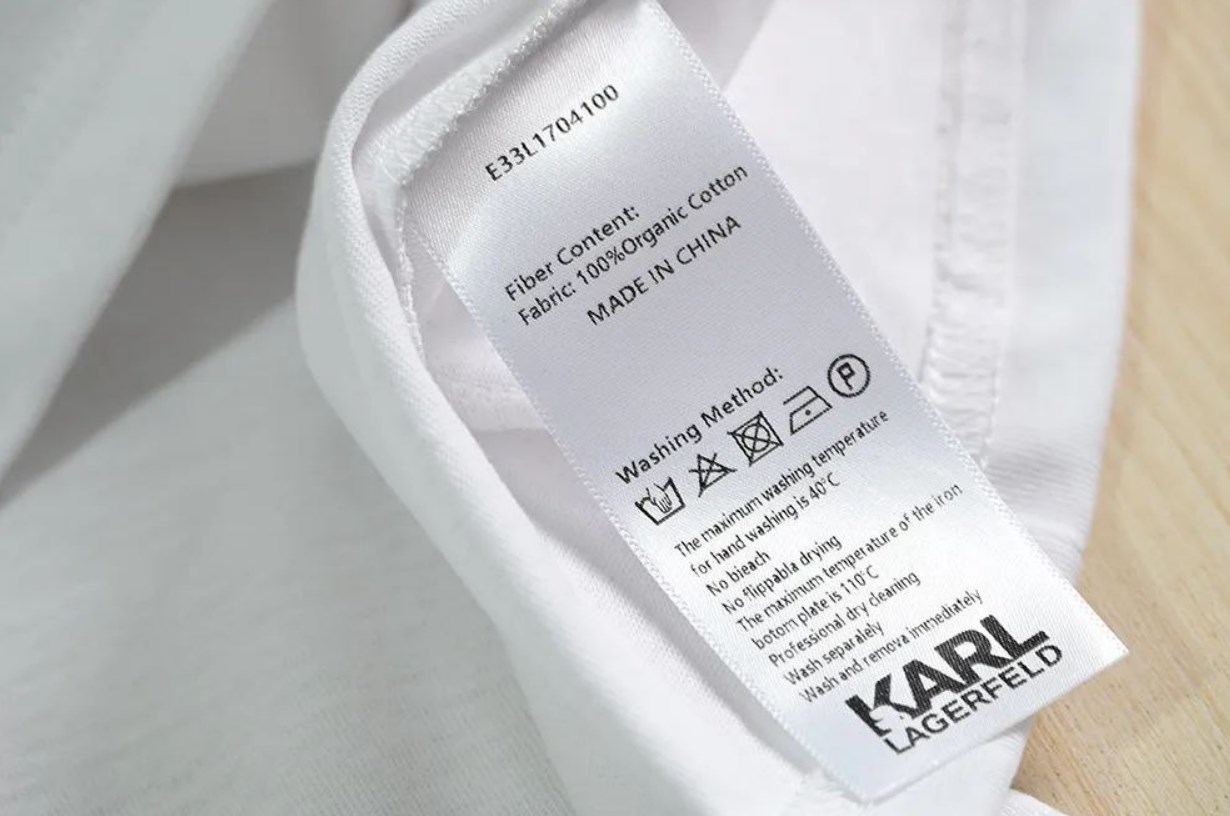 E33L1704100
Fiber Content:
Fabric: 100%Organic Cotton
MADE IN CHINA
Washing Method:
P
The maximum washing temperature
for hand washing is 40°C
No bieach
No flippabla drying
The maximum temperature of the iron
botom plate is 110°C
Professional dry cleaning
Wash separalely
Wash and remova immediately
KARL
LAGERFELD